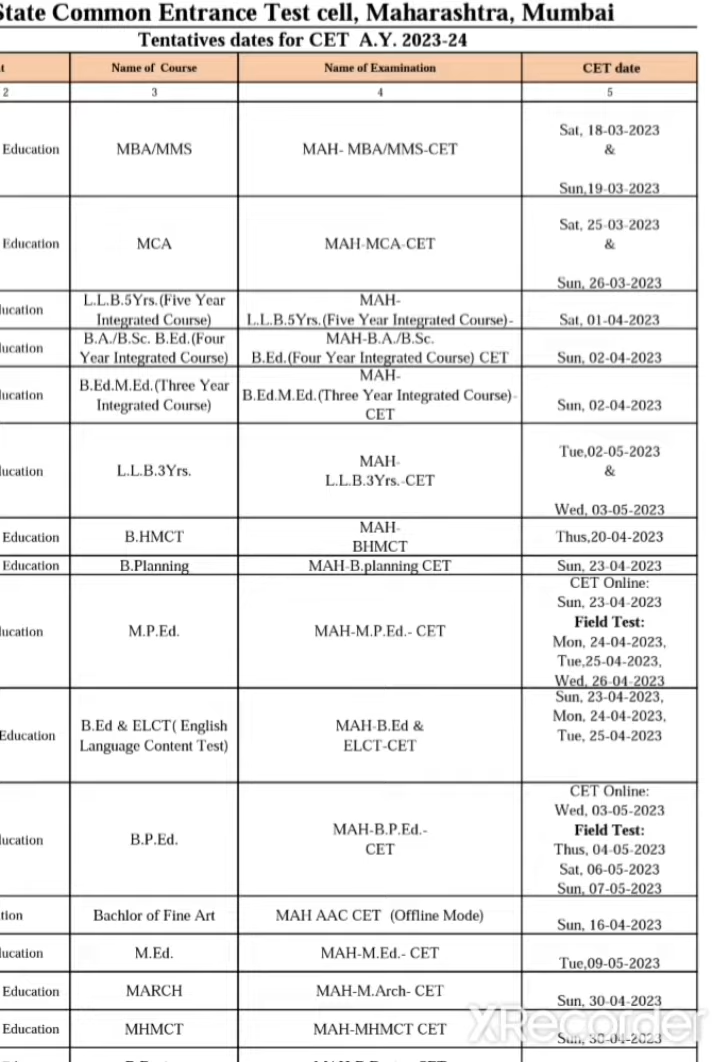 State Common Entrance Test cell, Maharashtra, Mumbai
Tentatives dates for CET A.Y. 2023-24
Name of Course Name of Examination CET date
2 3 4 5
Education MBA/MMS MAH- MBA/MMS-CET Sat, 18-03-2023
&
Sun,19-03-2023
Education MCA MAH-MCA-CET Sat, 25-03-2023
&
Sun, 26-03-2023
L.L.B.5Yrs.(Five Year
Integrated Course)
MAH-
L.L.B.5Yrs.(Five Year Integrated Course)-
Sat, 01-04-2023
B.A./B.Sc. B.Ed.(Four
Year Integrated Course)
MAH-B.A./B.Sc.
B.Ed.(Four Year Integrated Course) CET
Sun, 02-04-2023
B.Ed.M.Ed.(Three Year
Integrated Course)
MAH-
B.Ed.M.Ed.(Three Year Integrated Course)-
CET
Sun, 02-04-2023
L.L.B.3Yrs.
MAH-
L.L.B.3Yrs.-CET
Tue,02-05-2023
&
Wed, 03-05-2023
Education B.HMCT
MAH-
BHMCT
Thus,20-04-2023
Education B.Planning MAH-B.planning CET Sun, 23-04-2023
M.P.Ed. MAH-M.P.Ed.- CET
CET Online:
Sun, 23-04-2023
Field Test:
Mon, 24-04-2023,
Tue,25-04-2023,
Wed, 26-04-2023
Education
B.Ed & ELCT( English
Language Content Test)
MAH-B.Ed &
ELCT-CET
Sun, 23-04-2023,
Mon, 24-04-2023,
Tue, 25-04-2023
B.P.Ed.
MAH-B.P.Ed.-
CET
CET Online:
Wed, 03-05-2023
Field Test:
Thus, 04-05-2023
Sat, 06-05-2023
Sun, 07-05-2023
Bachlor of Fine Art MAH AAC CET (Offline Mode) Sun, 16-04-2023
M.Ed. MAH-M.Ed.- CET Tue,09-05-2023
Education MARCH MAH-M.Arch- CET Sun, 30-04-2023
Education MHMCT MAH-MHMCT CET Sun, 30-04-2023
XRecorder